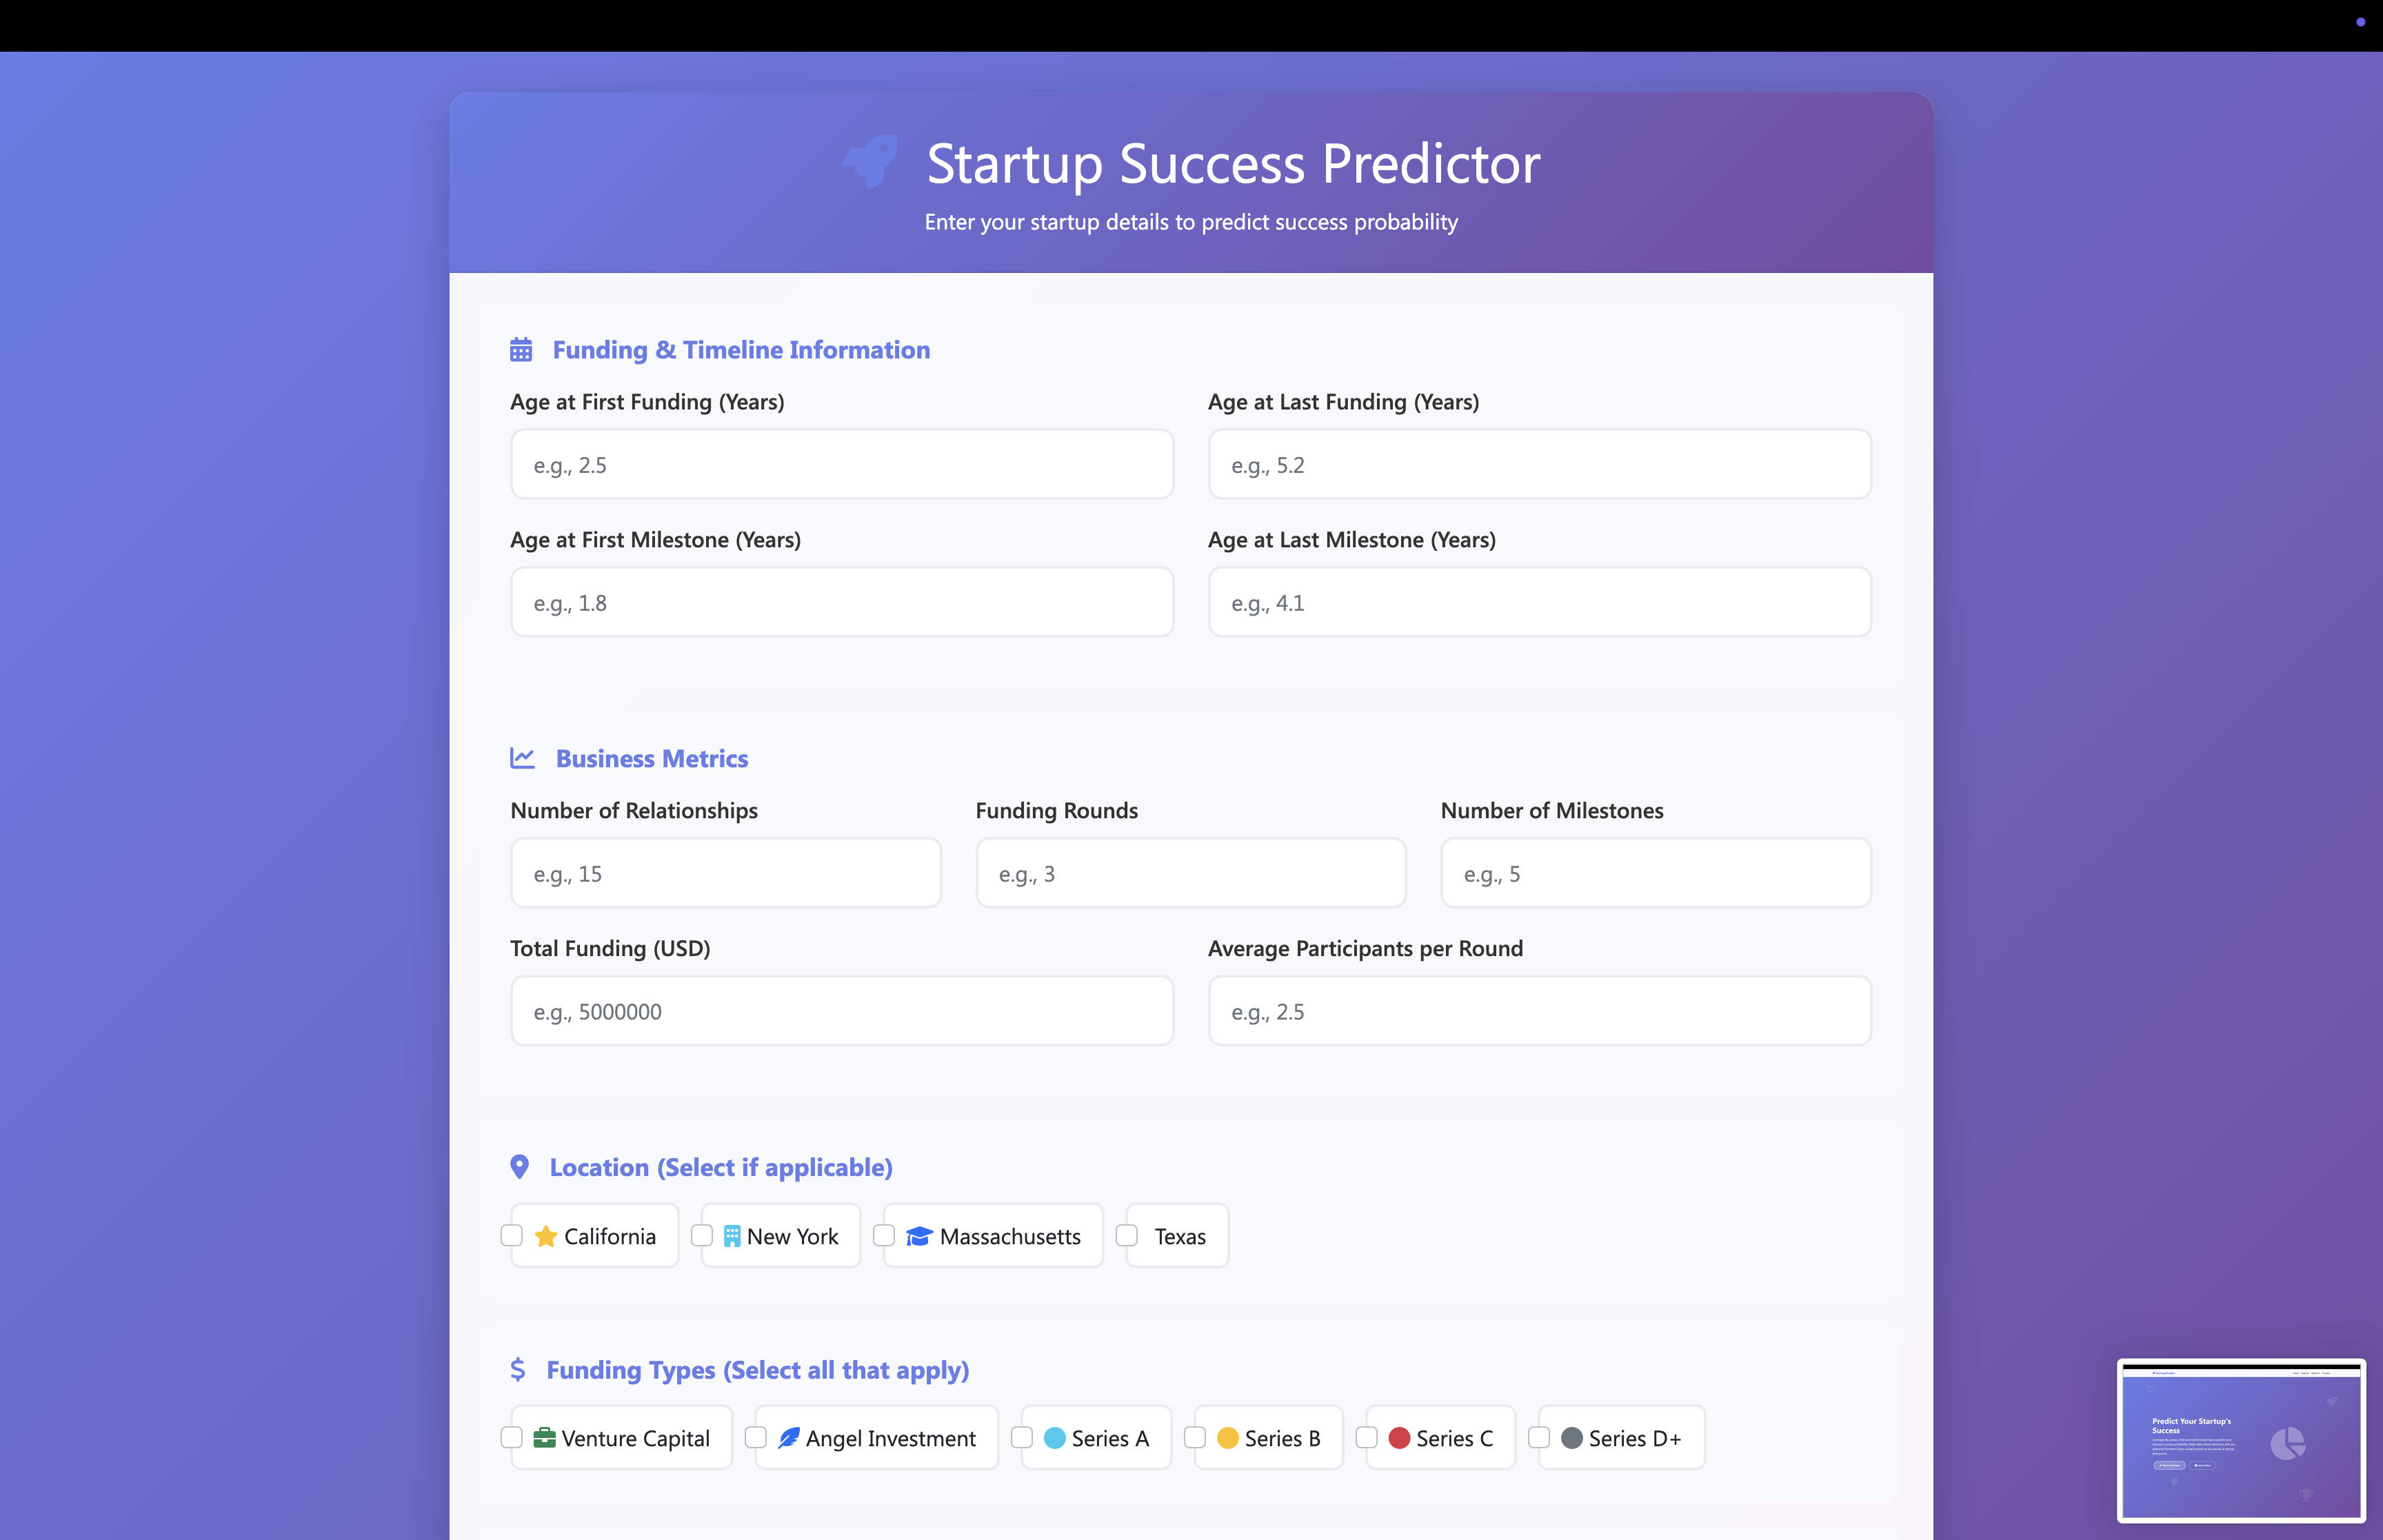 Startup Success Predictor
Enter your startup details to predict success probability
Funding & Timeline Information
Age at First Funding (Years)
Age at Last Funding (Years)
e.g., 2.5
e.g., 5.2
Age at First Milestone (Years)
Age at Last Milestone (Years)
e.g., 1.8
e.g., 4.1
Business Metrics
Number of Relationships
Funding Rounds
Number of Milestones
e.g., 15
e.g., 3
e.g., 5
Total Funding (USD)
Average Participants per Round
e.g., 5000000
e.g., 2.5
Location (Select if applicable)
California
New York
Massachusetts
Texas
Funding Types (Select all that apply)
Venture Capital
Angel Investment
Series A
Series B
Series C
Series D+
Predict Your Startup's
Success